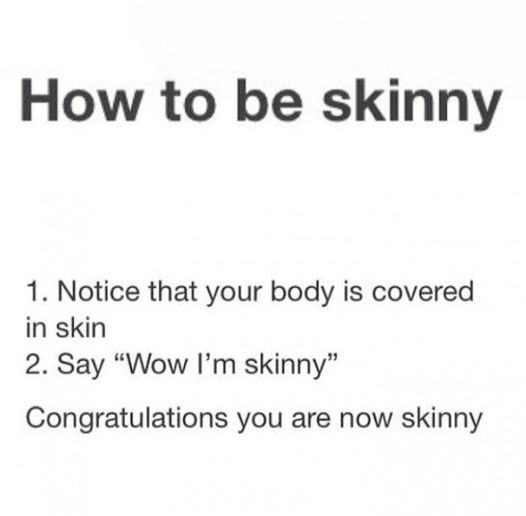 How to be skinny
1. Notice that your body is covered
in skin
2. Say “Wow I’m skinny”
Congratulations you are now skinny